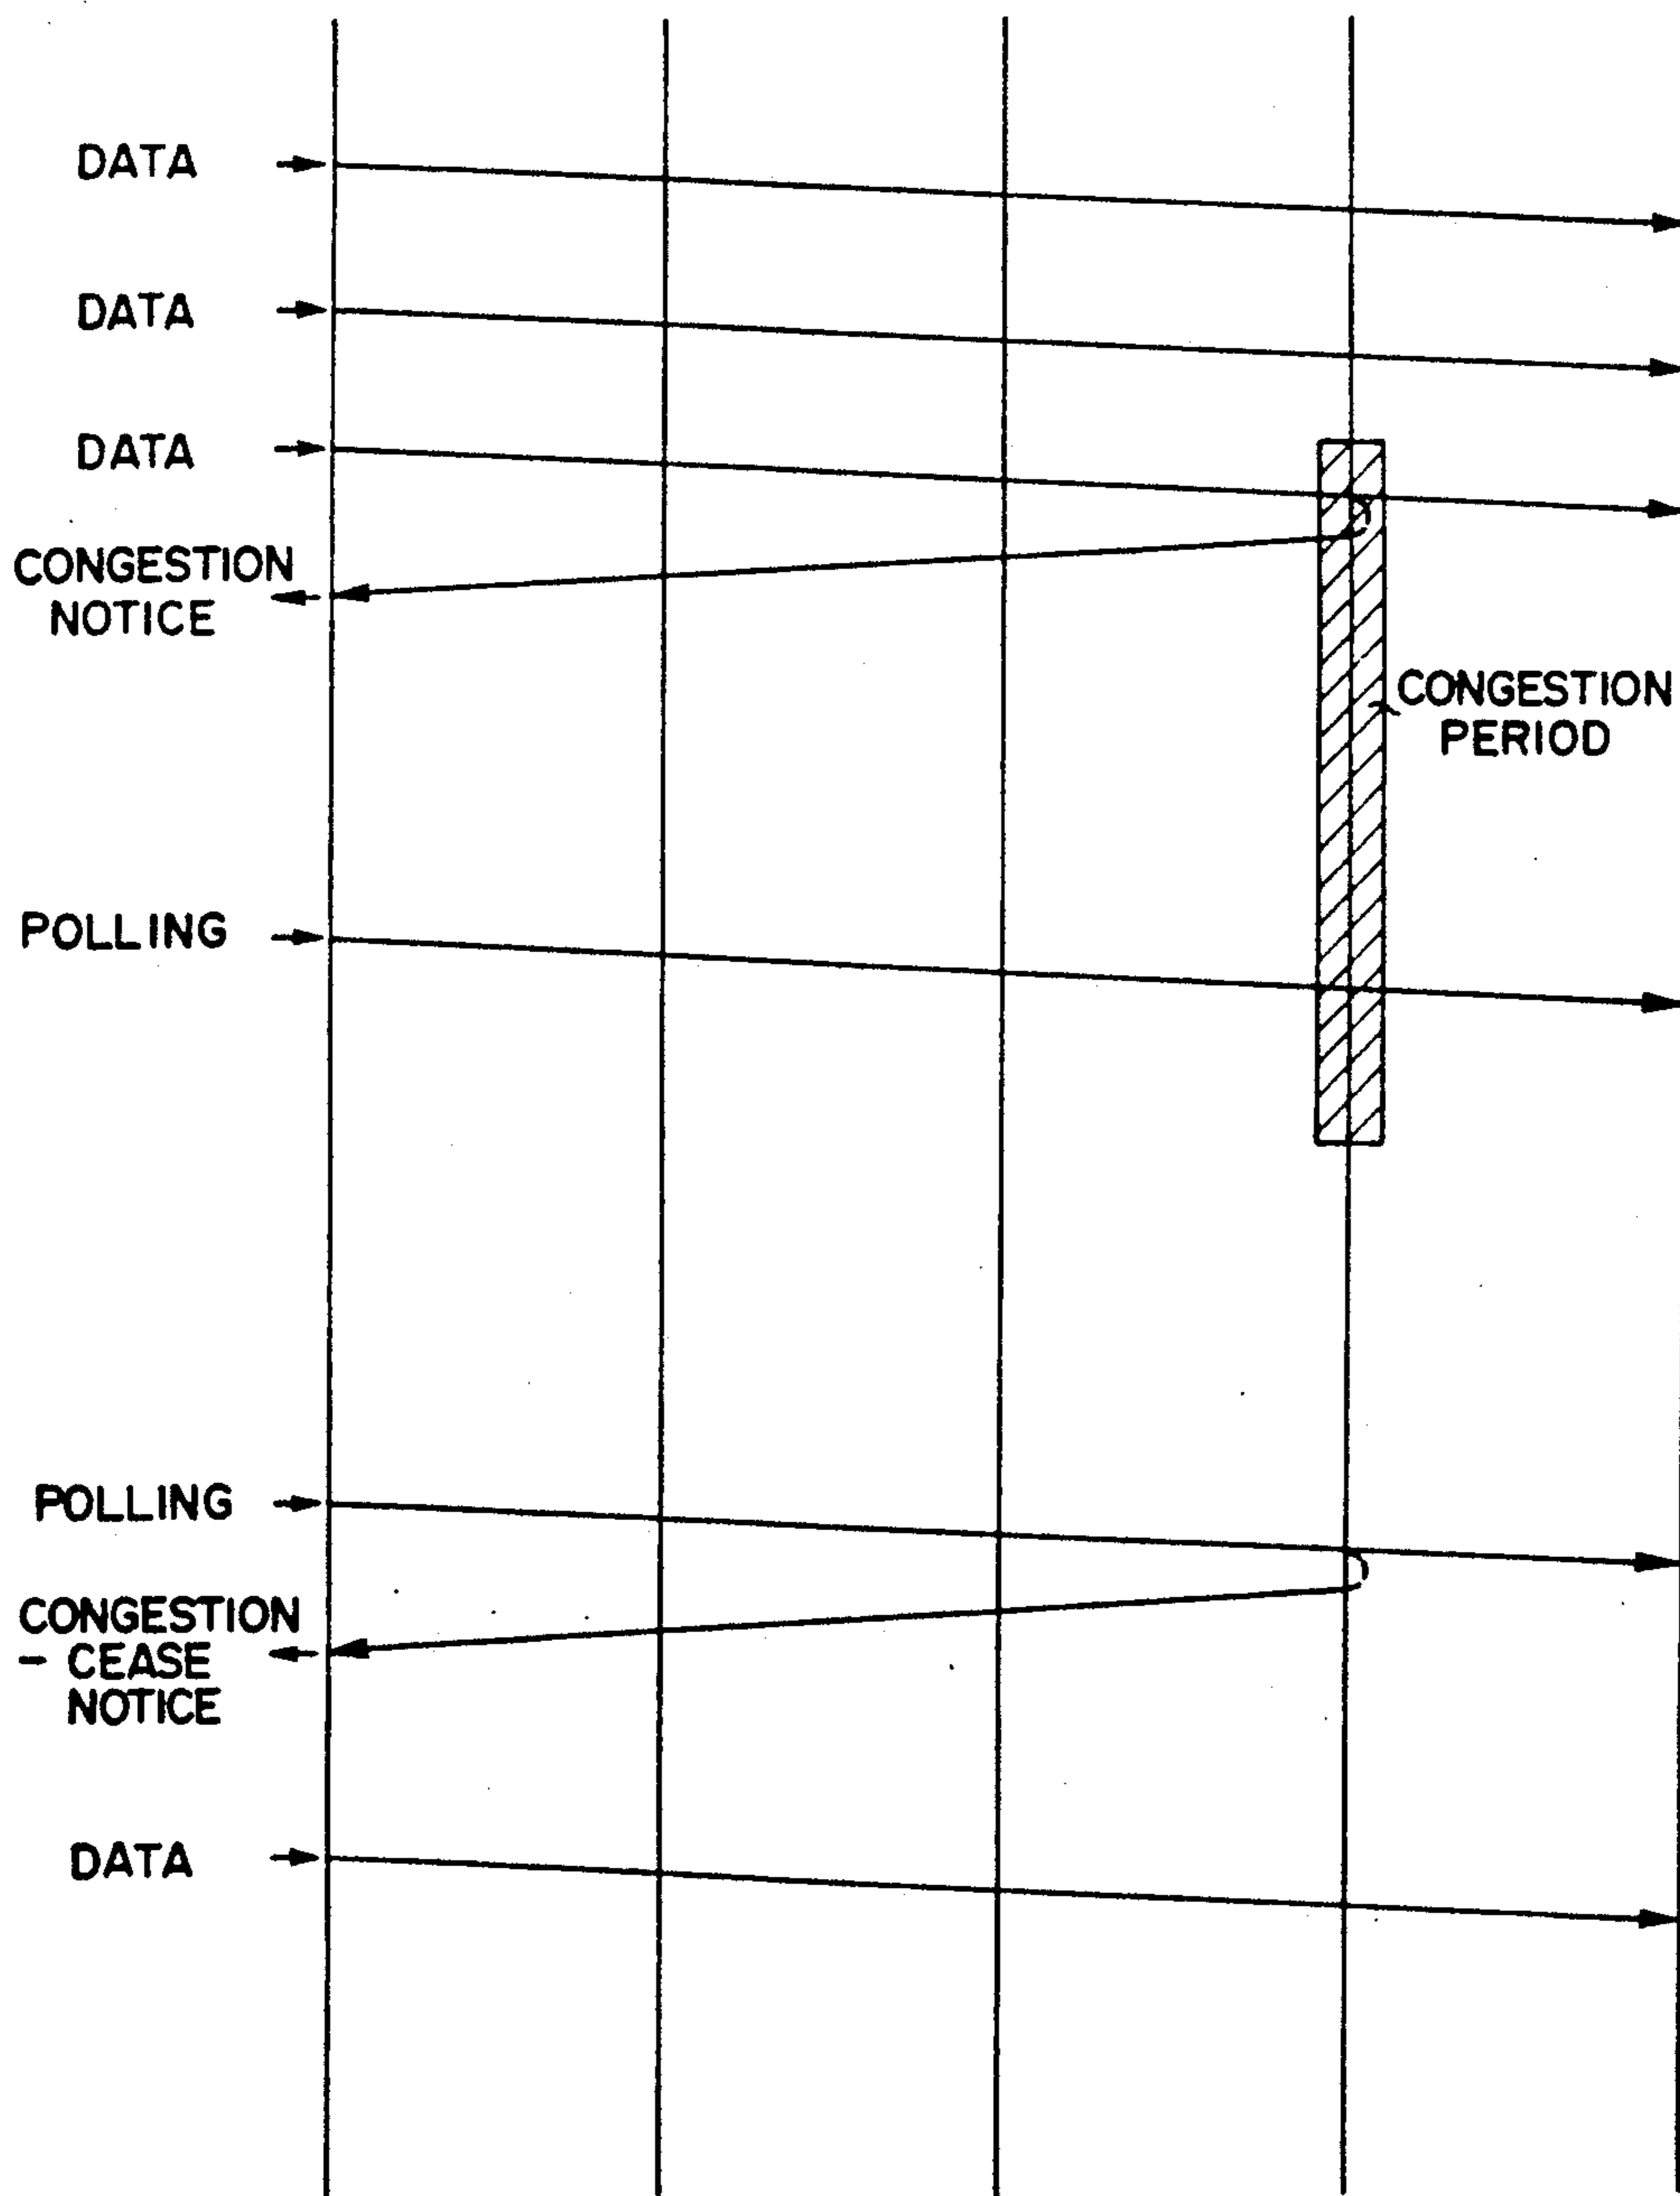 DATA
DATA
DATA
CONGESTION
NOTICE
CONGESTION
PERIOD
POLLING
POLLING
CONGESTION
- CEASE
NOTICE
DATA